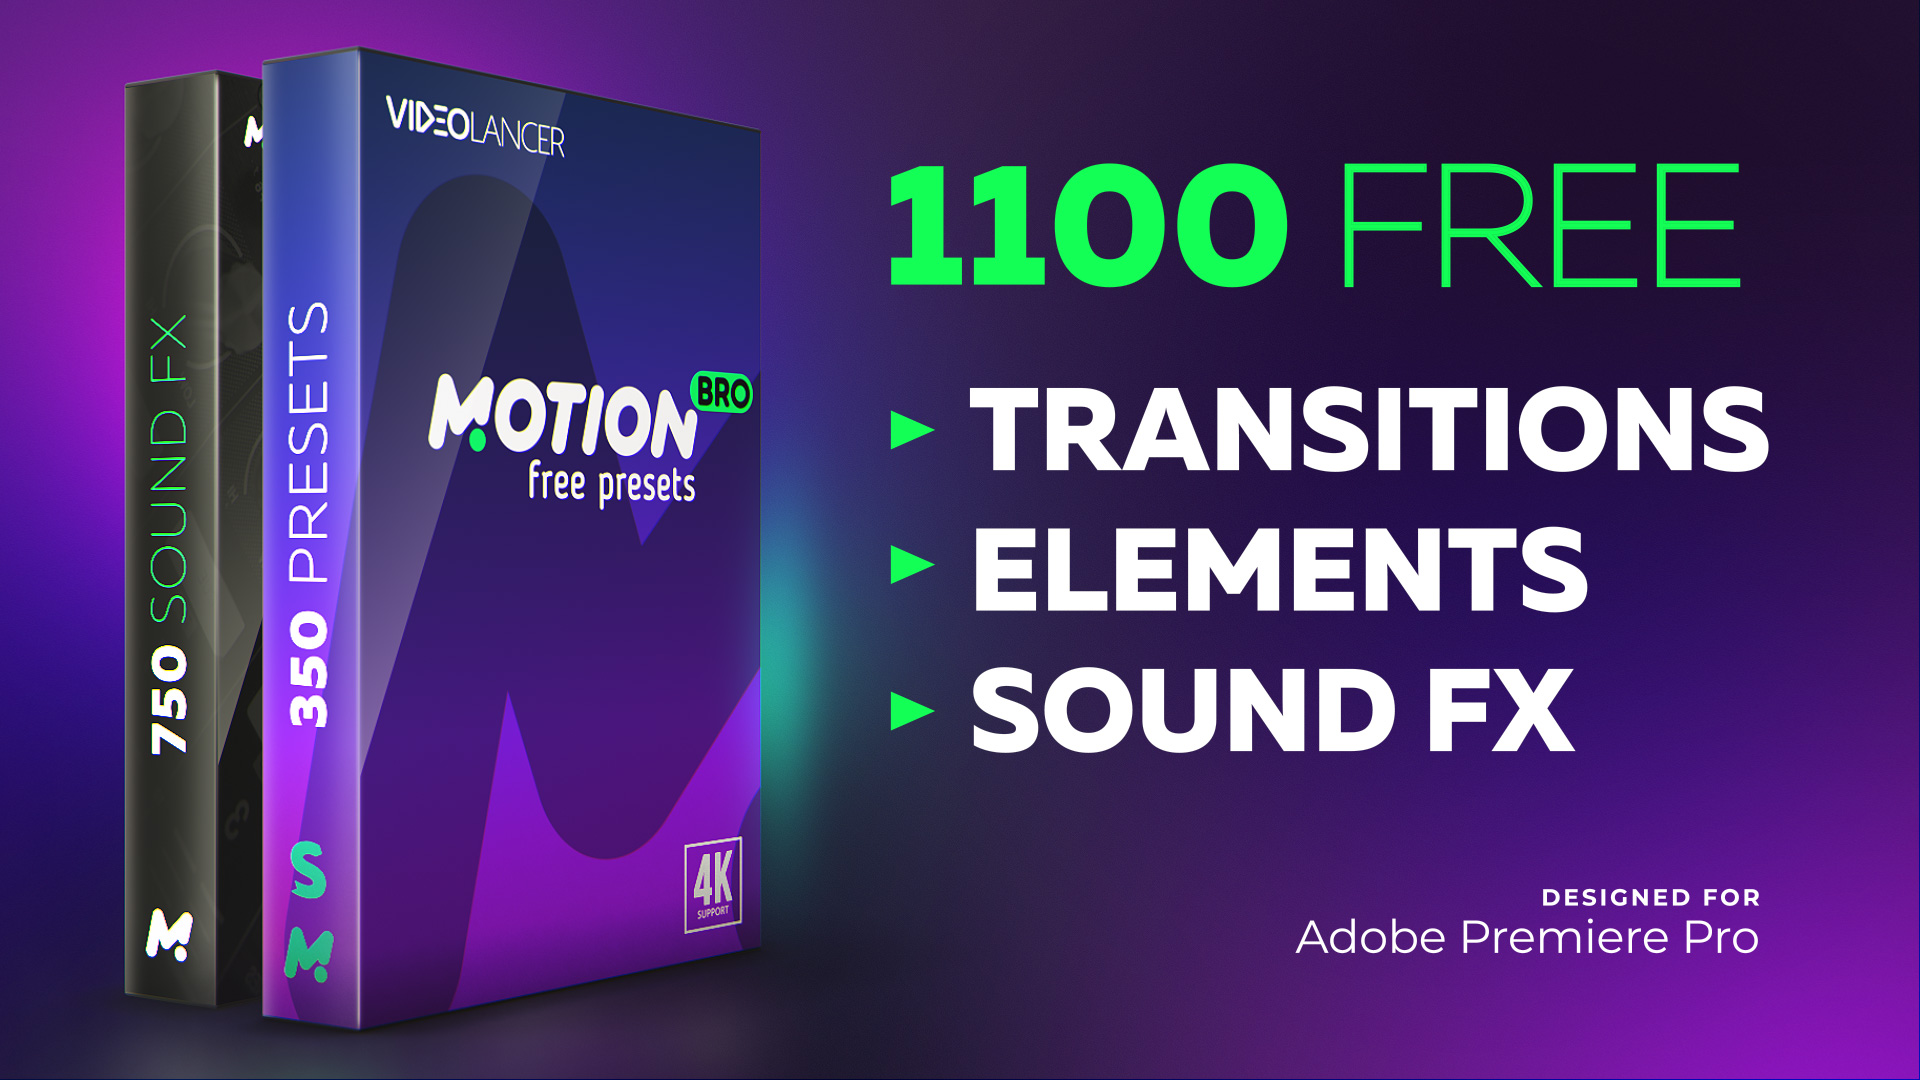 750 SOUND FX
M
350 PRESETS
S
M
VIDEOLANCER
MOTION BRO
free presets
4K
SUPPORT
1100 FREE
TRANSITIONS
ELEMENTS
SOUND FX
DESIGNED FOR
Adobe Premiere Pro